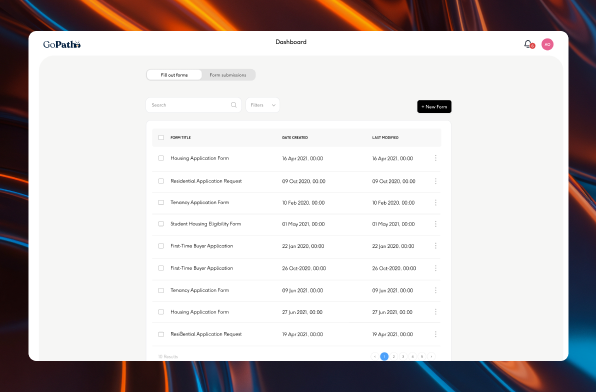 GoPath
Dashboard
Fill out forms
Form submissions
Search
Filters
+ New Form
FORM TITLE DATE CREATED LAST MODIFIED
Housing Application Form 16 Apr 2021, 00:00 16 Apr 2021, 00:00
Residential Application Request 09 Oct 2020, 00:00 09 Oct 2020, 00:00
Tenancy Application Form 10 Feb 2020, 00:00 10 Feb 2020, 00:00
Student Housing Eligibility Form 01 May 2021, 00:00 01 May 2021, 00:00
First-Time Buyer Application 22 Jan 2020, 00:00 22 Jan 2020, 00:00
First-Time Buyer Application 26 Oct-2020, 00:00 26 Oct-2020, 00:00
Tenancy Application Form 09 Jun 2021, 00:00 09 Jun 2021, 00:00
Housing Application Form 27 Jun 2021, 00:00 27 Jun 2021, 00:00
Residential Application Request 19 Apr 2021, 00:00 19 Apr 2021, 00:00
1 2 3 4 5